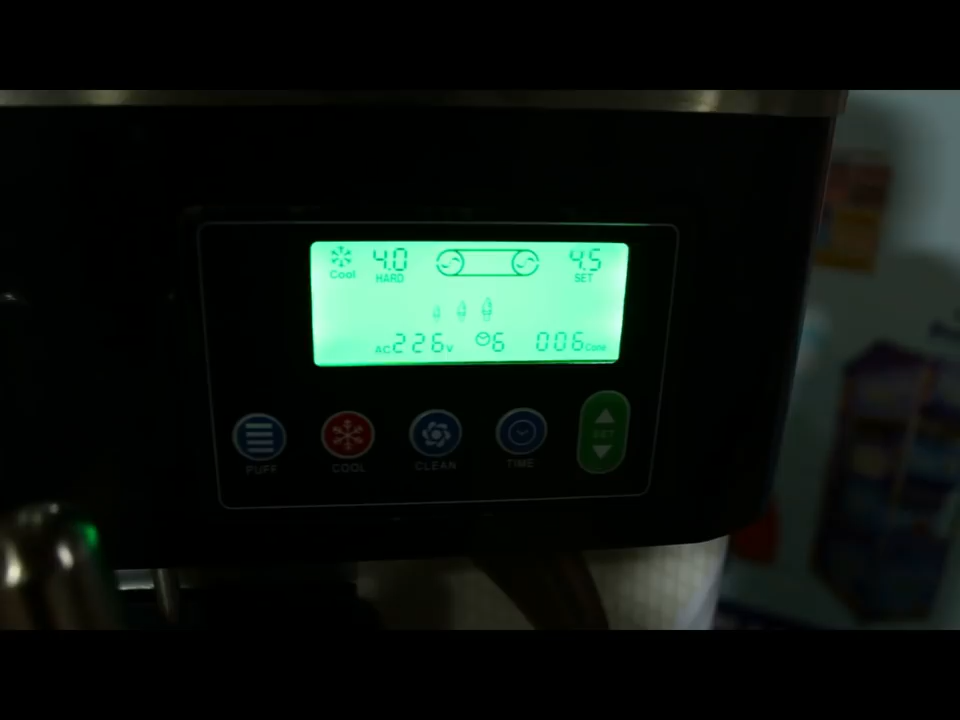 4.0 4.5
Cool HARD SET
AC 226V 6 006 Cone
PUFF COOL CLEAN TIME SET